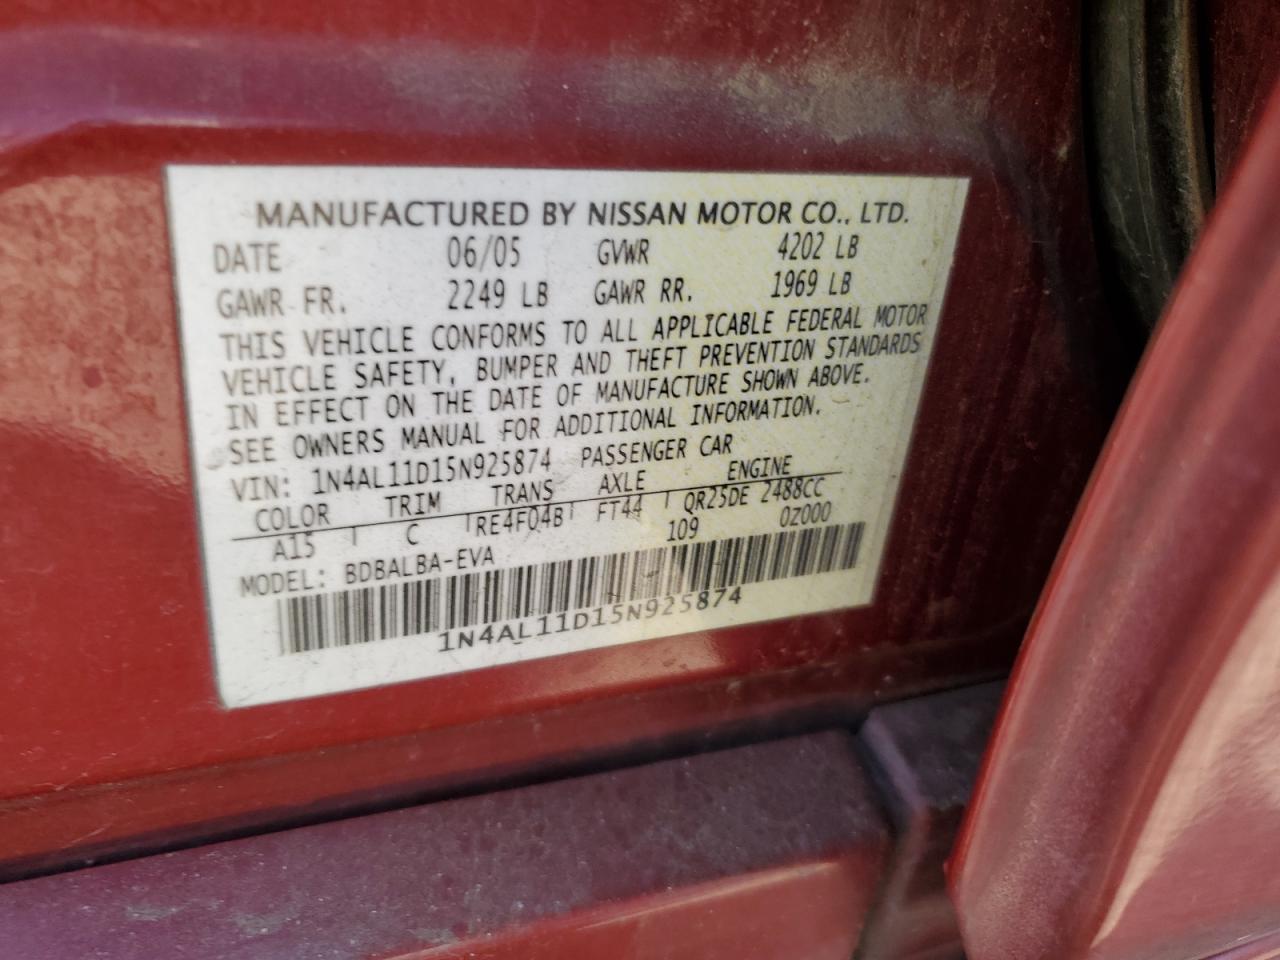 MANUFACTURED BY NISSAN MOTOR CO., LTD.
DATE 06/05 GVWR 4202 LB
GAWR FR. 2249 LB GAWR RR. 1969 LB
THIS VEHICLE CONFORMS TO ALL APPLICABLE FEDERAL MOTOR
VEHICLE SAFETY, BUMPER AND THEFT PREVENTION STANDARDS
IN EFFECT ON THE DATE OF MANUFACTURE SHOWN ABOVE.
SEE OWNERS MANUAL FOR ADDITIONAL INFORMATION.
VIN: 1N4AL11D15N925874 PASSENGER CAR
COLOR TRIM TRANS AXLE ENGINE
A15 C RE4F04B FT44 QR25DE 2488CC
109 0Z000
MODEL: BDBALBA-EVA
1N4AL11D15N925874